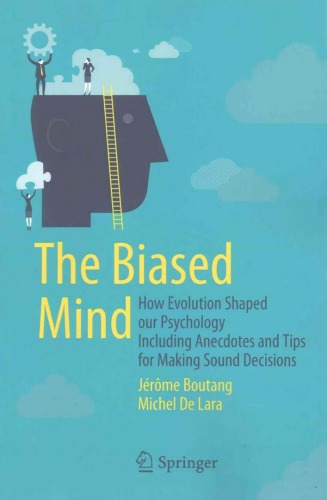 The Biased
Mind
How Evolution Shaped
our Psychology
Including Anecdotes and Tips
for Making Sound Decisions
Jérôme Boutang
Michel De Lara
Springer